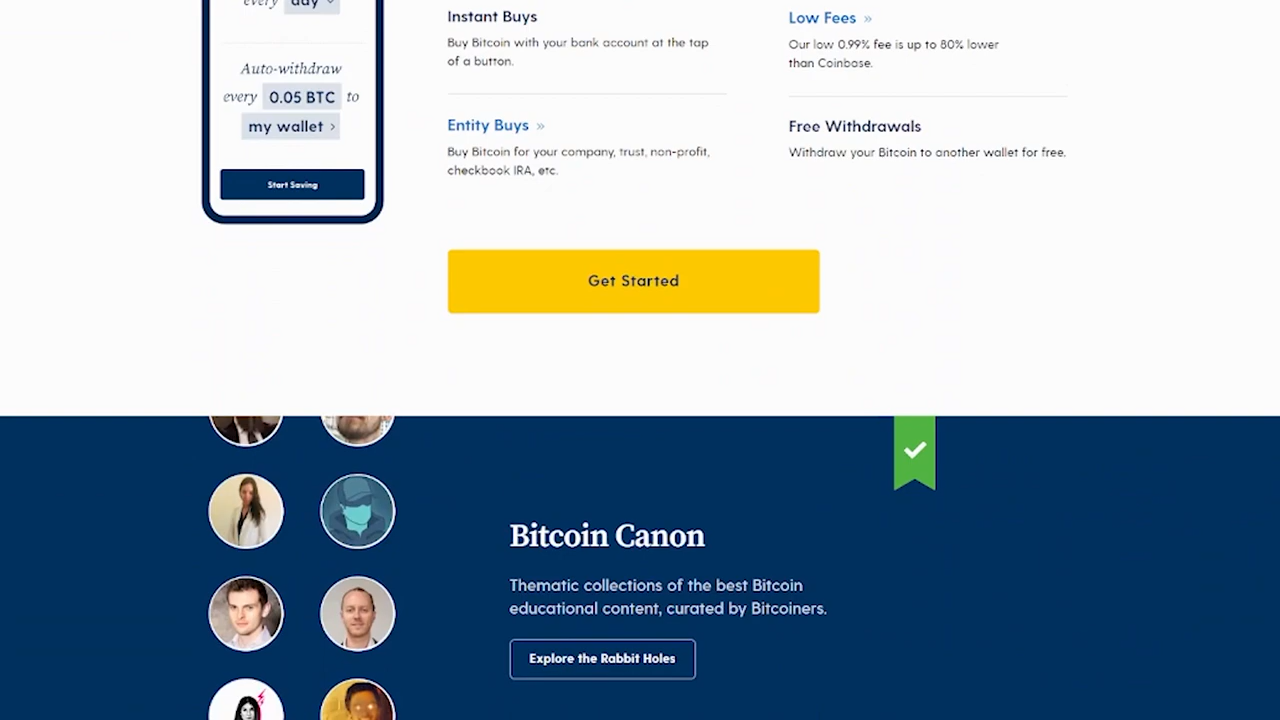 every day
Auto-withdraw
every 0.05 BTC to
my wallet ›
Start Saving
Instant Buys
Buy Bitcoin with your bank account at the tap
of a button.
Low Fees »
Our low 0.99% fee is up to 80% lower
than Coinbase.
Entity Buys »
Buy Bitcoin for your company, trust, non-profit,
checkbook IRA, etc.
Free Withdrawals
Withdraw your Bitcoin to another wallet for free.
Get Started
Bitcoin Canon
Thematic collections of the best Bitcoin
educational content, curated by Bitcoiners.
Explore the Rabbit Holes